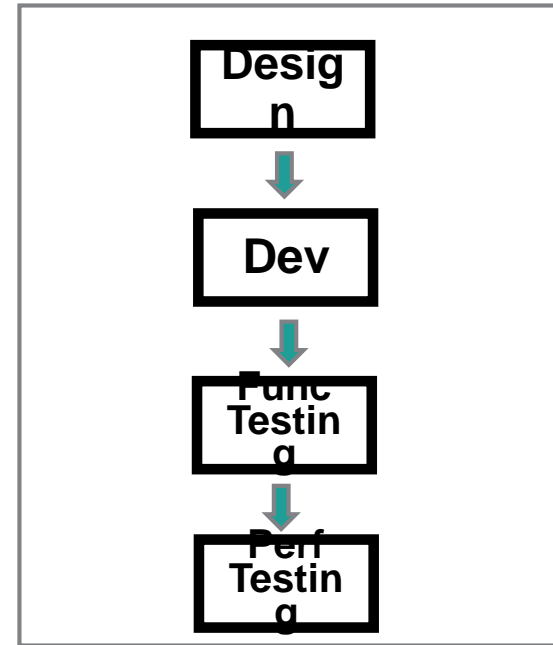 Desig
n
Dev
Func
Testin
g
Perf
Testin
g